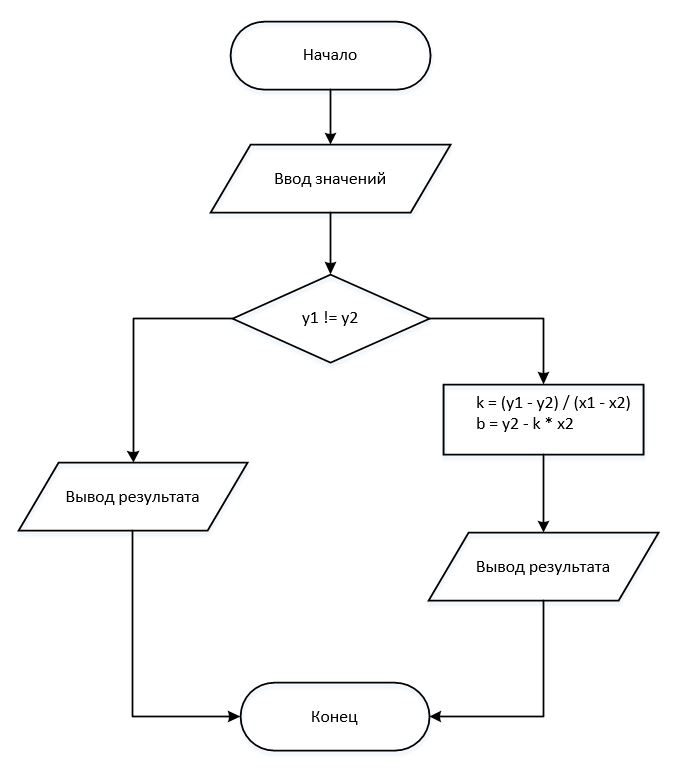 Начало
Ввод значений
y1 != y2
k = (y1 - y2) / (x1 - x2)
b = y2 - k * x2
Вывод результата
Вывод результата
Конец